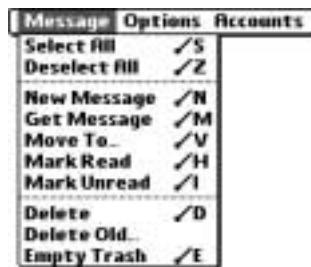 Message Options Accounts
Select All /S
Deselect All /Z
New Message /N
Get Message /M
Move To... /V
Mark Read /H
Mark Unread /I
Delete /D
Delete Old...
Empty Trash /E